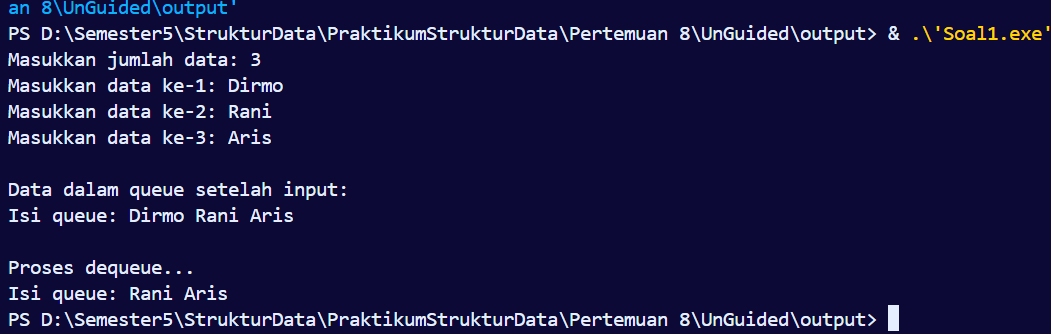 an 8\UnGuided\output'
PS D:\Semester5\StrukturData\PraktikumStrukturData\Pertemuan 8\UnGuided\output> & .\'Soal1.exe'
Masukkan jumlah data: 3
Masukkan data ke-1: Dirmo
Masukkan data ke-2: Rani
Masukkan data ke-3: Aris

Data dalam queue setelah input:
Isi queue: Dirmo Rani Aris

Proses dequeue...
Isi queue: Rani Aris
PS D:\Semester5\StrukturData\PraktikumStrukturData\Pertemuan 8\UnGuided\output>